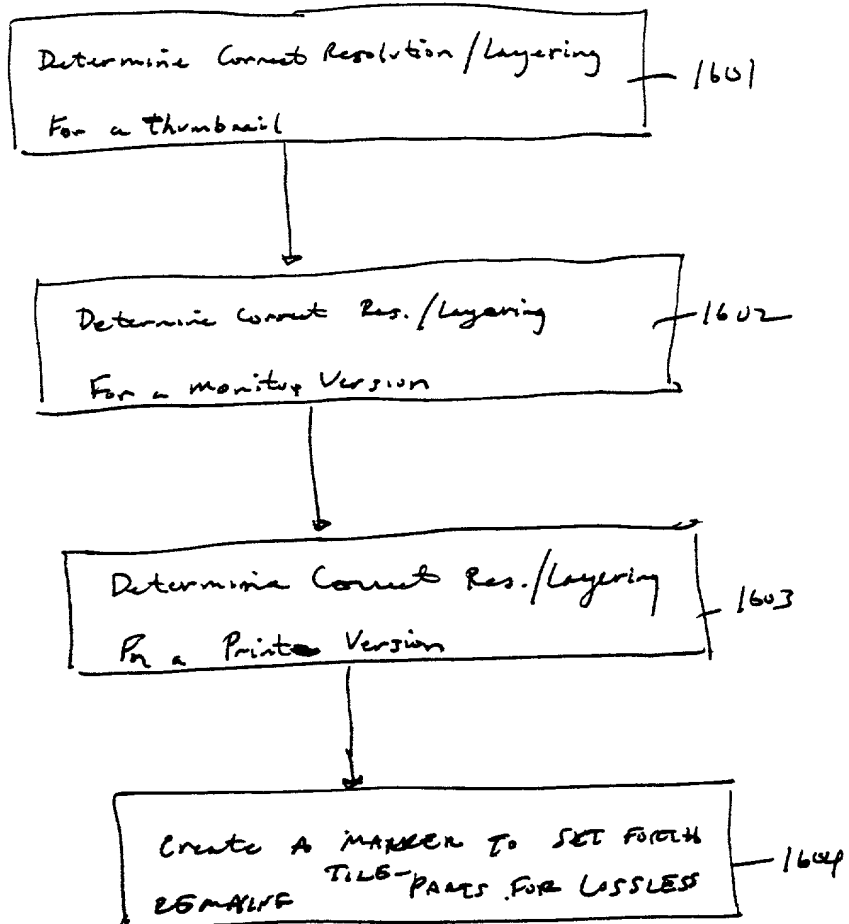 Determine Correct Resolution/Layering
1601
For a thumbnail
Determine Correct Res./Layering
1602
For a Monitor Version
Determine Correct Res./Layering
1603
For a Print Version
Create A MARKER TO SET FORTH
1604
TILE-PARTS FOR LOSSLESS